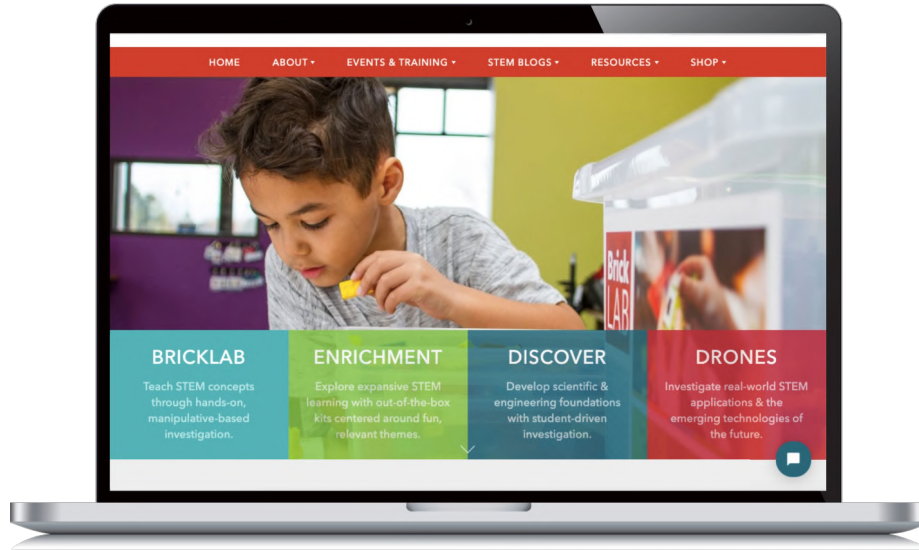 HOME ABOUT EVENTS & TRAINING STEM BLOGS RESOURCES SHOP
Brick
LAB
BRICKLAB
Teach STEM concepts
through hands-on,
manipulative-based
investigation.
ENRICHMENT
Explore expansive STEM
learning with out-of-the-box
kits centered around fun,
relevant themes.
DISCOVER
Develop scientific &
engineering foundations
with student-driven
investigation.
DRONES
Investigate real-world STEM
applications & the
emerging technologies of
the future.